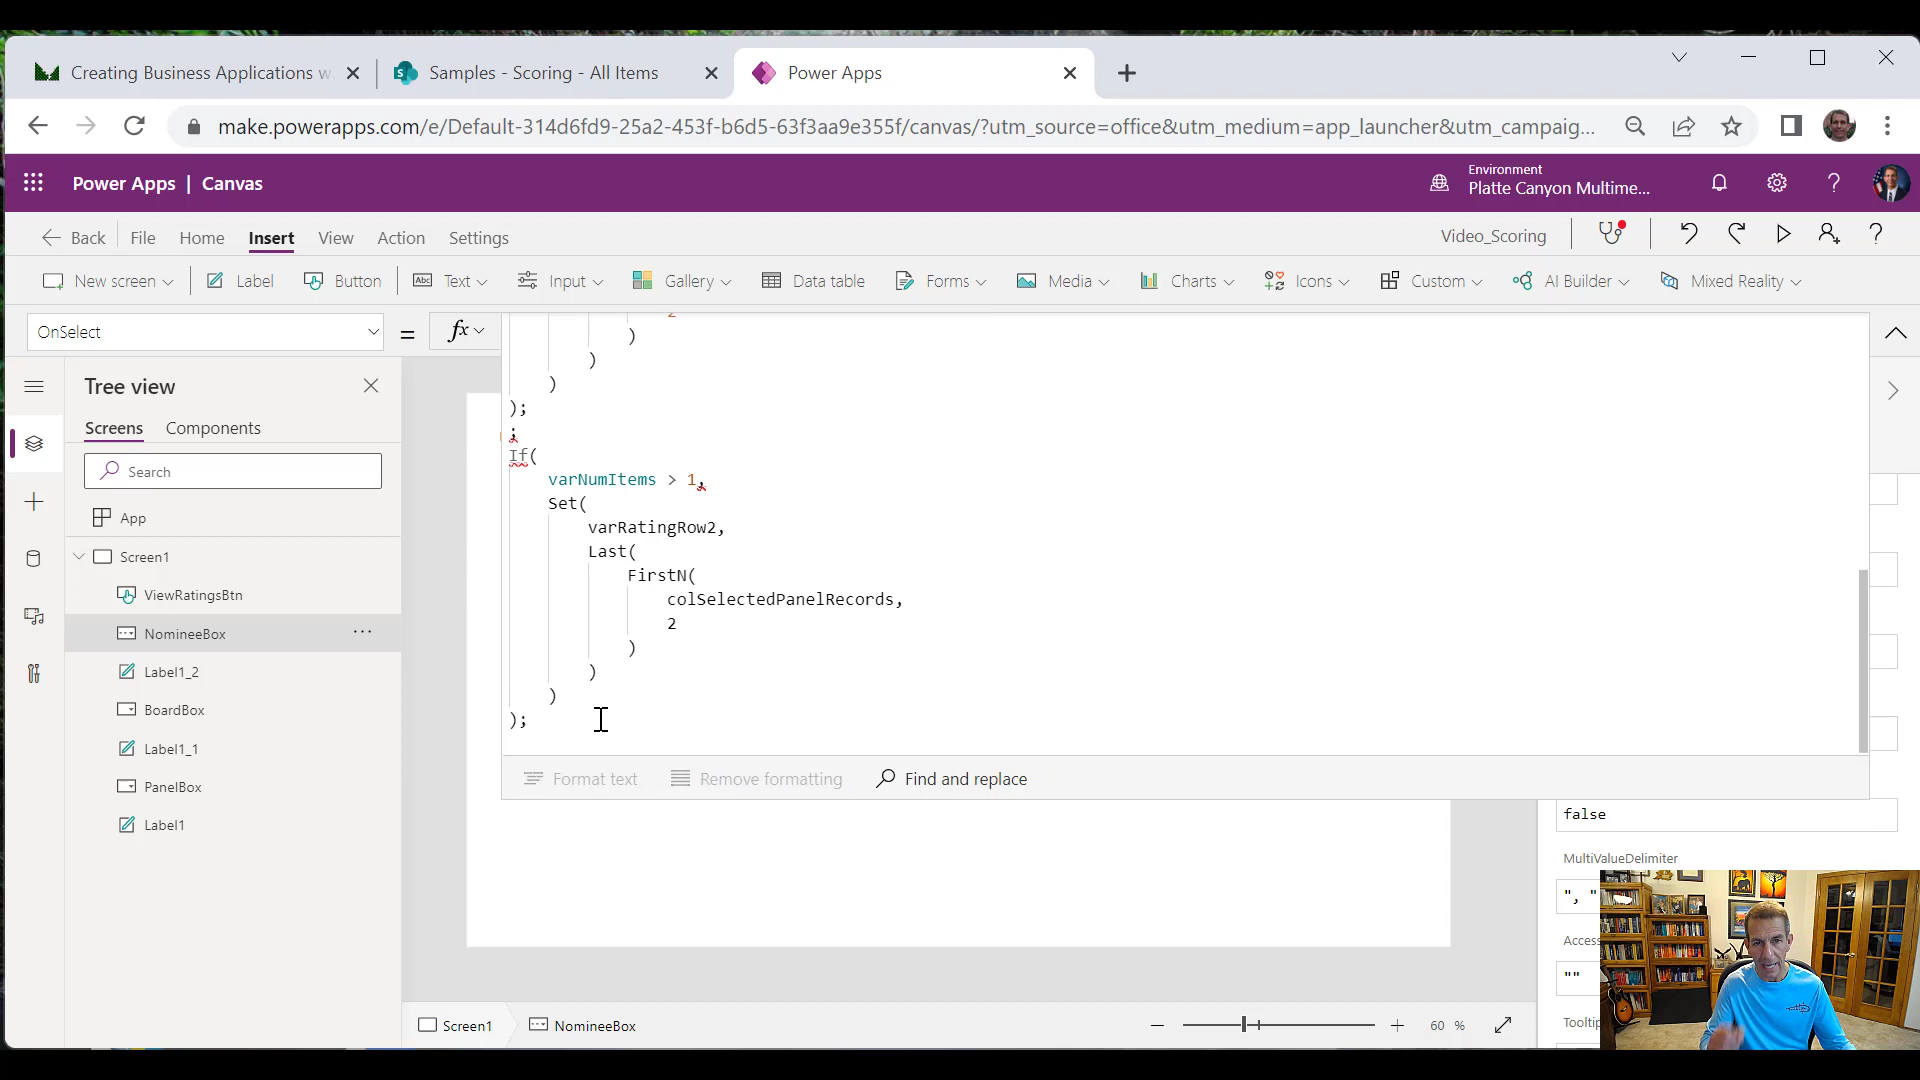 Creating Business Applications w
Samples - Scoring - All Items
Power Apps
make.powerapps.com/e/Default-314d6fd9-25a2-453f-b6d5-63f3aa9e355f/canvas/?utm_source=office&utm_medium=app_launcher&utm_campaig...
Power Apps | Canvas
Environment
Platte Canyon Multime...
Back
File
Home
Insert
View
Action
Settings
Video_Scoring
New screen
Label
Button
Text
Input
Gallery
Data table
Forms
Media
Charts
Icons
Custom
AI Builder
Mixed Reality
OnSelect
=
fx
2
)
)
)
);
;
If(
varNumItems > 1,
Set(
varRatingRow2,
Last(
FirstN(
colSelectedPanelRecords,
2
)
)
)
);
Format text
Remove formatting
Find and replace
Tree view
Screens
Components
Search
App
Screen1
ViewRatingsBtn
NomineeBox
Label1_2
BoardBox
Label1_1
PanelBox
Label1
false
MultiValueDelimiter
", "
Access
""
Tooltip
Screen1
NomineeBox
60 %